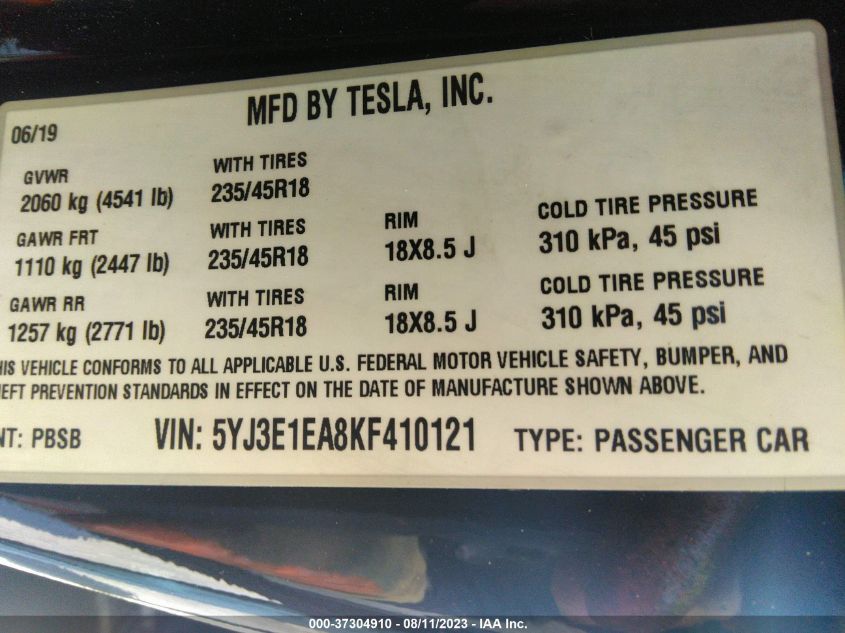 MFD BY TESLA, INC.
06/19
GVWR WITH TIRES
2060 kg (4541 lb) 235/45R18
GAWR FRT WITH TIRES RIM COLD TIRE PRESSURE
1110 kg (2447 lb) 235/45R18 18X8.5 J 310 kPa, 45 psi
GAWR RR WITH TIRES RIM COLD TIRE PRESSURE
1257 kg (2771 lb) 235/45R18 18X8.5 J 310 kPa, 45 psi
HIS VEHICLE CONFORMS TO ALL APPLICABLE U.S. FEDERAL MOTOR VEHICLE SAFETY, BUMPER, AND
HEFT PREVENTION STANDARDS IN EFFECT ON THE DATE OF MANUFACTURE SHOWN ABOVE.
NT: PBSB VIN: 5YJ3E1EA8KF410121 TYPE: PASSENGER CAR
000-37304910 - 08/11/2023 - IAA Inc.